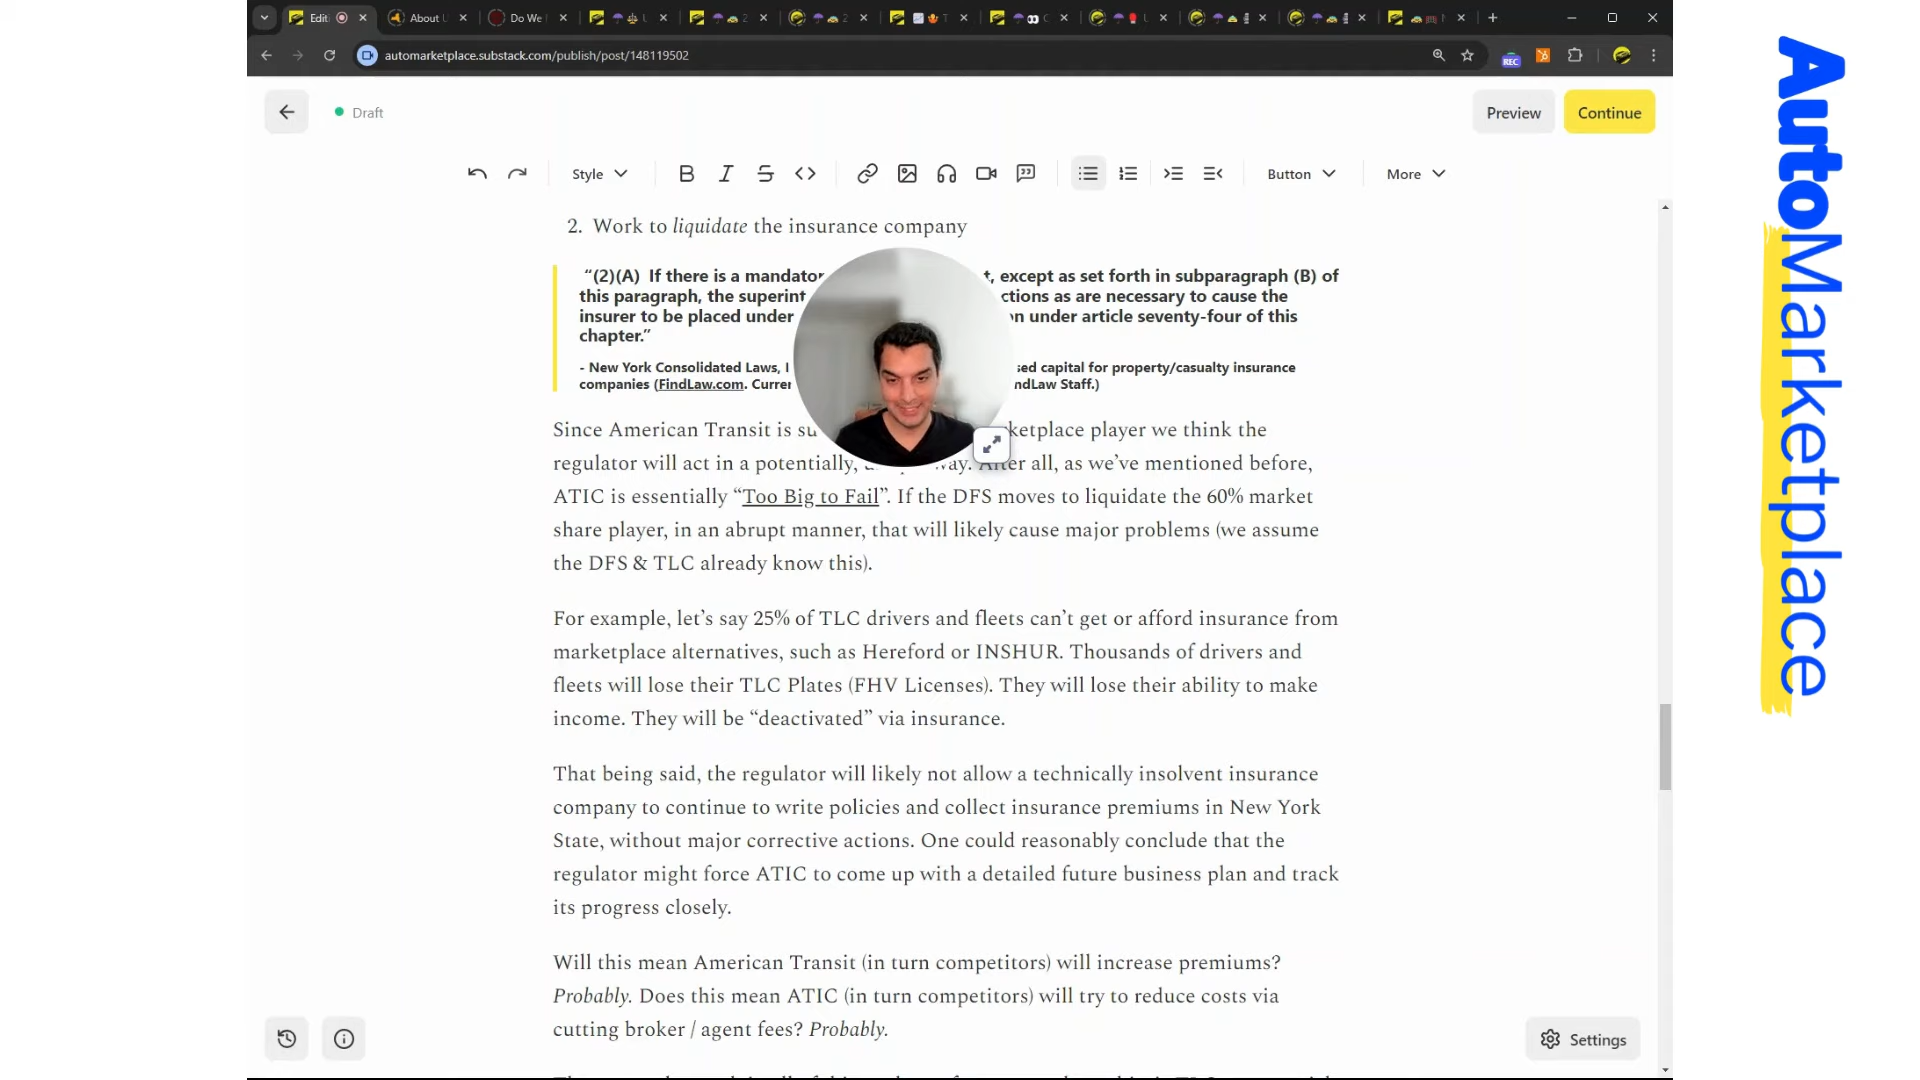 Edit
About U
Do We
U
2
2
T
C
automarketplace.substack.com/publish/post/148119502
REC
Draft
Preview
Continue
Style
Button
More
2. Work to liquidate the insurance company
“(2)(A) If there is a mandator t, except as set forth in subparagraph (B) of
this paragraph, the superint ctions as are necessary to cause the
insurer to be placed under on under article seventy-four of this
chapter.”
- New York Consolidated Laws, I sed capital for property/casualty insurance
companies (FindLaw.com. Curren ndLaw Staff.)
Since American Transit is su ketplace player we think the
regulator will act in a potentially, way. After all, as we’ve mentioned before,
ATIC is essentially “Too Big to Fail”. If the DFS moves to liquidate the 60% market
share player, in an abrupt manner, that will likely cause major problems (we assume
the DFS & TLC already know this).
For example, let’s say 25% of TLC drivers and fleets can’t get or afford insurance from
marketplace alternatives, such as Hereford or INSHUR. Thousands of drivers and
fleets will lose their TLC Plates (FHV Licenses). They will lose their ability to make
income. They will be “deactivated” via insurance.
That being said, the regulator will likely not allow a technically insolvent insurance
company to continue to write policies and collect insurance premiums in New York
State, without major corrective actions. One could reasonably conclude that the
regulator might force ATIC to come up with a detailed future business plan and track
its progress closely.
Will this mean American Transit (in turn competitors) will increase premiums?
Probably. Does this mean ATIC (in turn competitors) will try to reduce costs via
cutting broker / agent fees? Probably.
Settings
AutoMarketplace